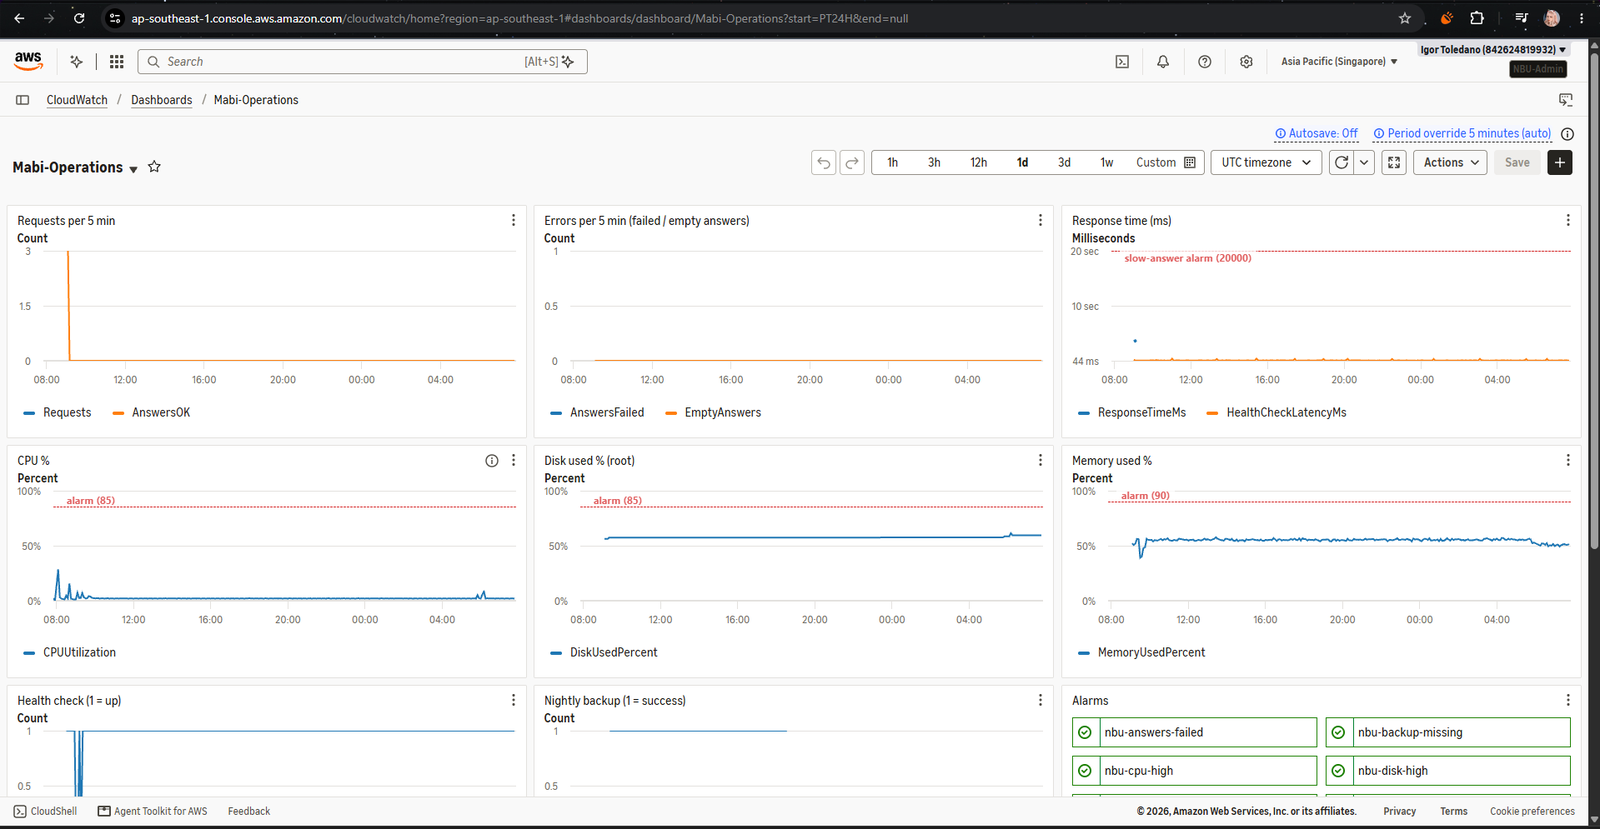 ap-southeast-1.console.aws.amazon.com/cloudwatch/home?region=ap-southeast-1#dashboards/dashboard/Mabi-Operations?start=PT24H&end=null
aws
Search
[Alt+S]
Asia Pacific (Singapore)
Igor Toledano (842624819932)
NBU-Admin
CloudWatch / Dashboards / Mabi-Operations
Autosave: Off
Period override 5 minutes (auto)
Mabi-Operations
1h 3h 12h 1d 3d 1w Custom
UTC timezone
Actions
Save
Requests per 5 min
Count
3
1.5
0
08:00 12:00 16:00 20:00 00:00 04:00
Requests AnswersOK
Errors per 5 min (failed / empty answers)
Count
1
0.5
0
08:00 12:00 16:00 20:00 00:00 04:00
AnswersFailed EmptyAnswers
Response time (ms)
Milliseconds
20 sec
slow-answer alarm (20000)
10 sec
44 ms
08:00 12:00 16:00 20:00 00:00 04:00
ResponseTimeMs HealthCheckLatencyMs
CPU %
Percent
100%
alarm (85)
50%
0%
08:00 12:00 16:00 20:00 00:00 04:00
CPUUtilization
Disk used % (root)
Percent
100%
alarm (85)
50%
0%
08:00 12:00 16:00 20:00 00:00 04:00
DiskUsedPercent
Memory used %
Percent
100%
alarm (90)
50%
0%
08:00 12:00 16:00 20:00 00:00 04:00
MemoryUsedPercent
Health check (1 = up)
Count
1
0.5
Nightly backup (1 = success)
Count
1
0.5
Alarms
nbu-answers-failed
nbu-backup-missing
nbu-cpu-high
nbu-disk-high
CloudShell
Agent Toolkit for AWS
Feedback
© 2026, Amazon Web Services, Inc. or its affiliates.
Privacy
Terms
Cookie preferences